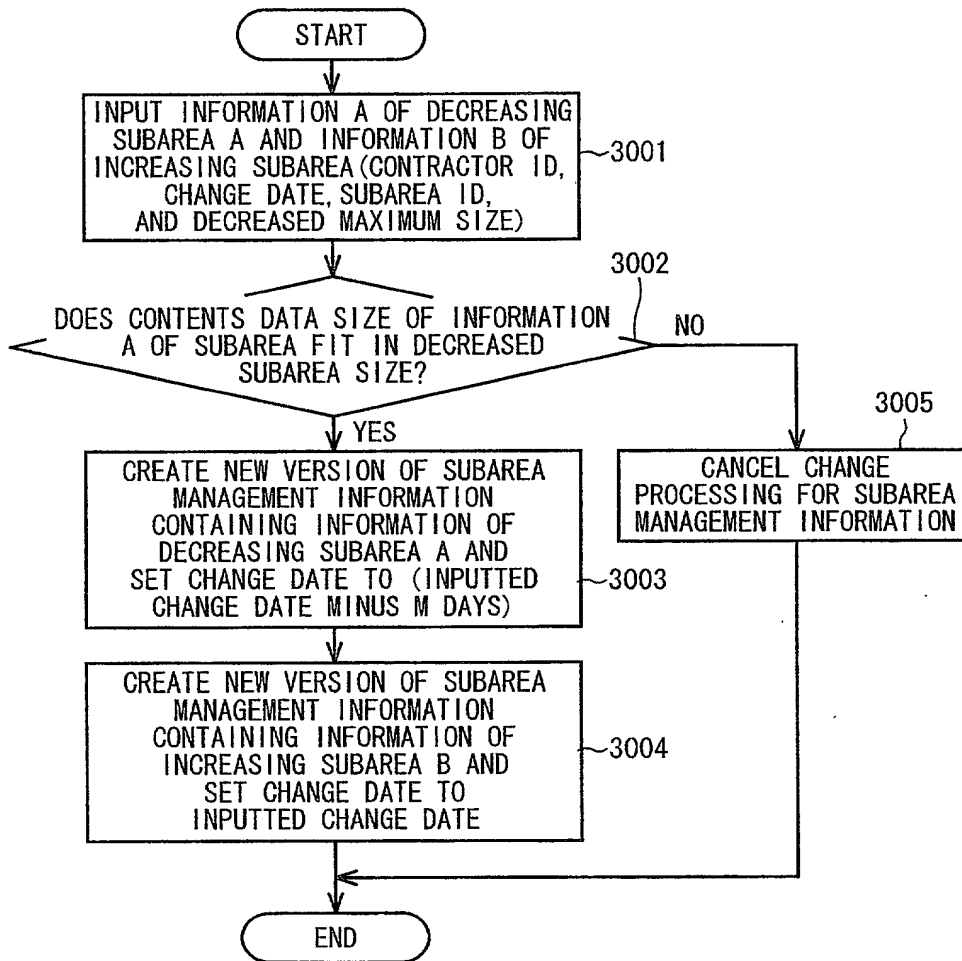 START
INPUT INFORMATION A OF DECREASING
SUBAREA A AND INFORMATION B OF
INCREASING SUBAREA(CONTRACTOR ID,
CHANGE DATE, SUBAREA ID,
AND DECREASED MAXIMUM SIZE)
3001
3002
DOES CONTENTS DATA SIZE OF INFORMATION
A OF SUBAREA FIT IN DECREASED
SUBAREA SIZE?
NO
YES
3005
CANCEL CHANGE
PROCESSING FOR SUBAREA
MANAGEMENT INFORMATION
CREATE NEW VERSION OF SUBAREA
MANAGEMENT INFORMATION
CONTAINING INFORMATION OF
DECREASING SUBAREA A AND
SET CHANGE DATE TO (INPUTTED
CHANGE DATE MINUS M DAYS)
3003
CREATE NEW VERSION OF SUBAREA
MANAGEMENT INFORMATION
CONTAINING INFORMATION OF
INCREASING SUBAREA B AND
SET CHANGE DATE TO
INPUTTED CHANGE DATE
3004
END